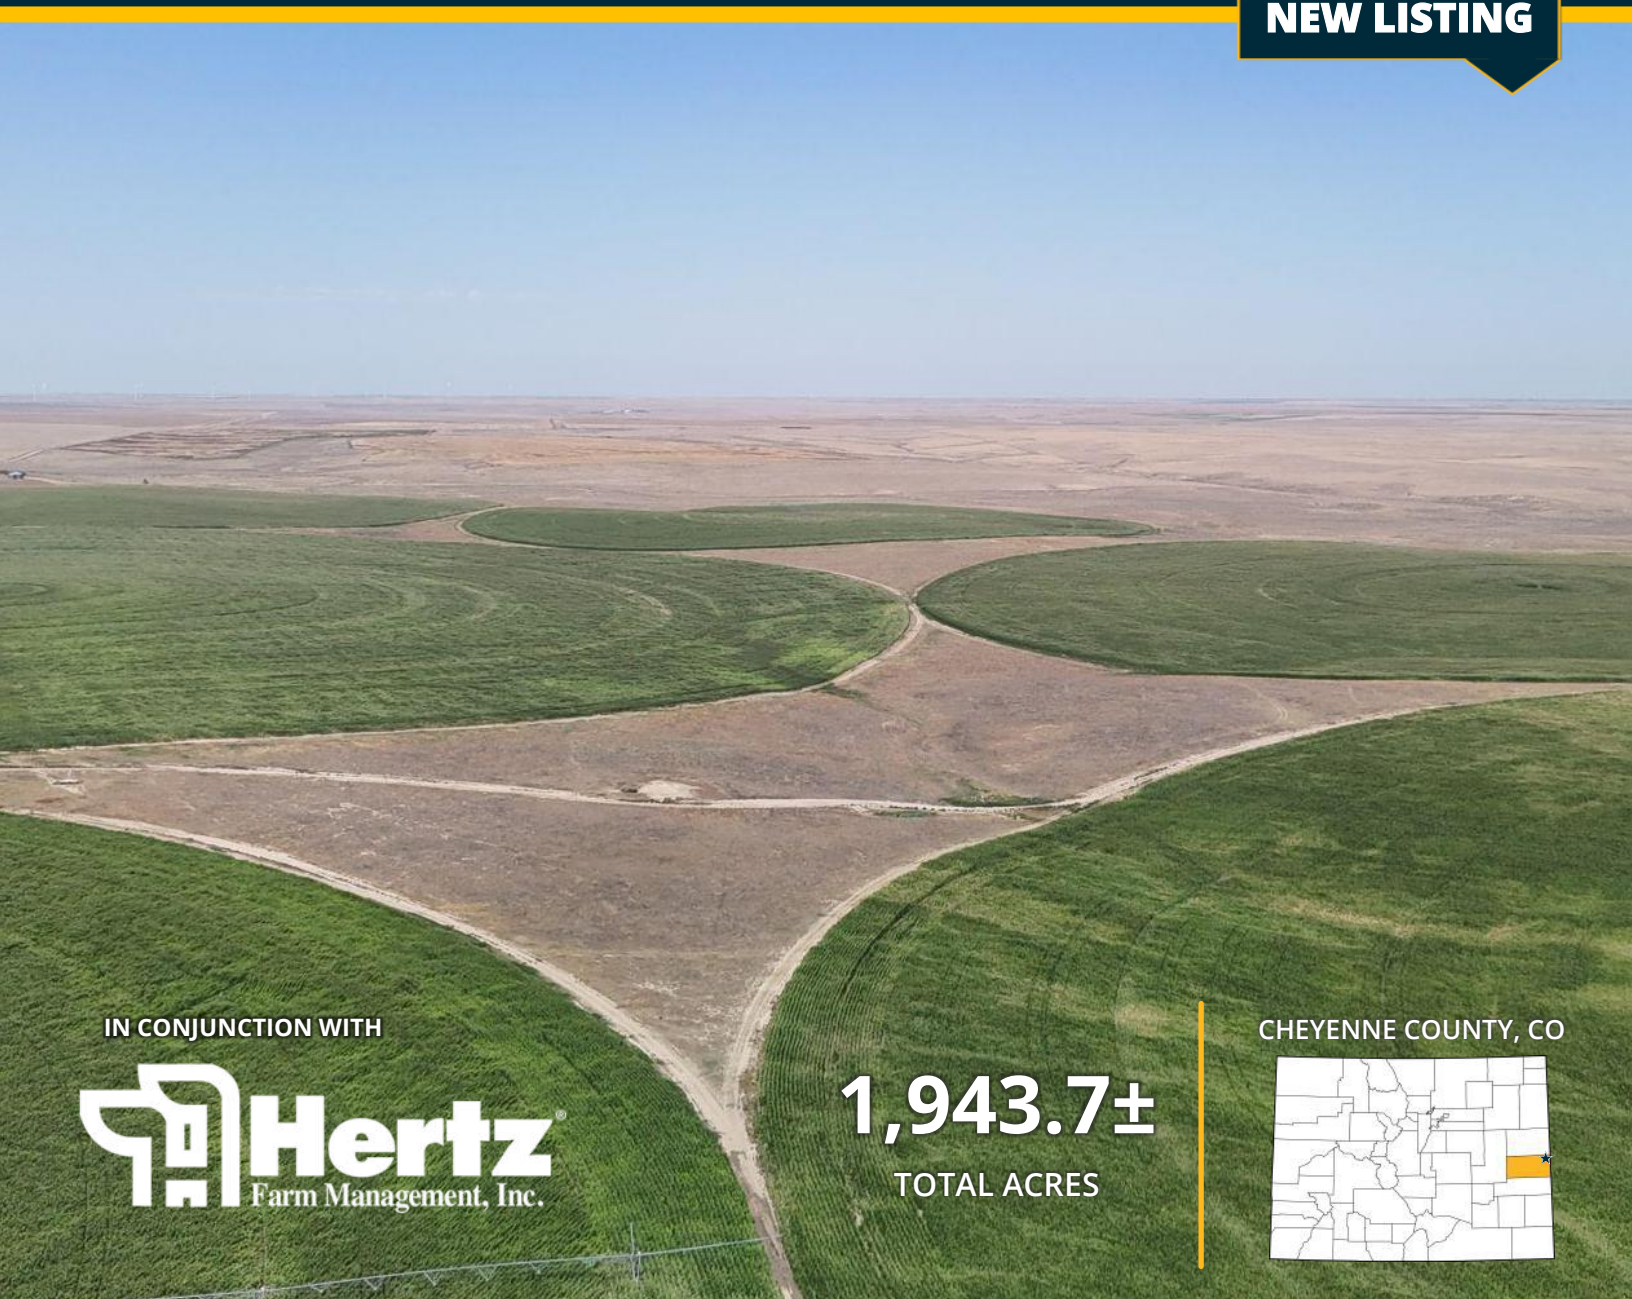 NEW LISTING
IN CONJUNCTION WITH
Hertz®
Farm Management, Inc.
1,943.7±
TOTAL ACRES
CHEYENNE COUNTY, CO